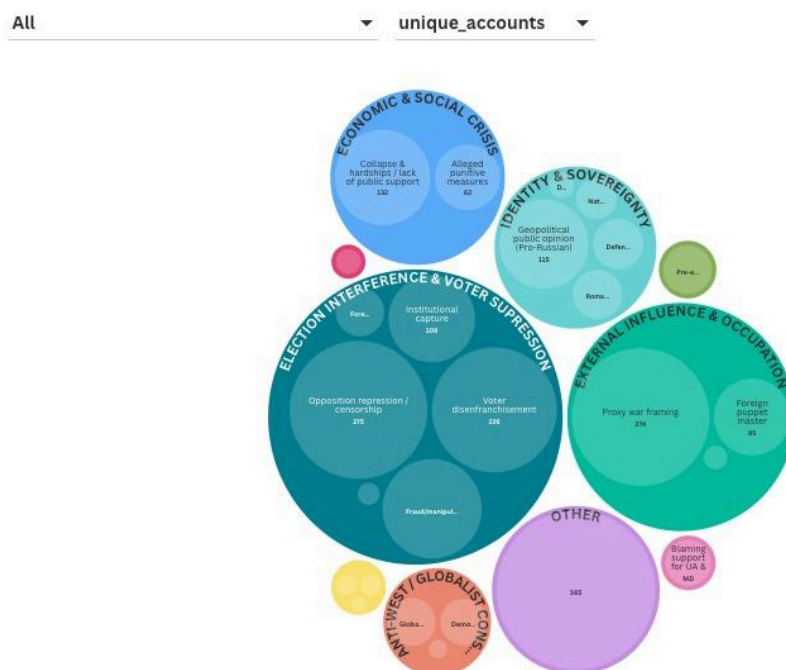 All
unique_accounts
ECONOMIC & SOCIAL CRISIS
Collapse &
hardships / lack
of public support
132
Alleged
punitive
measures
62
IDENTITY & SOVEREIGNTY
D...
Nat...
Geopolitical
public opinion
(Pro-Russian)
115
Defen...
Roma...
Pre-e...
ELECTION INTERFERENCE & VOTER SUPRESSION
Fore...
Institutional
capture
109
Opposition repression /
censorship
275
Voter
disenfranchisement
226
Fraud/manipul...
EXTERNAL INFLUENCE & OCCUPATION
Proxy war framing
274
Foreign
puppet
master
85
OTHER
365
Blaming
support
for UA &
MD
ANTI-WEST / GLOBALIST CONS...
Globa...
Demo...